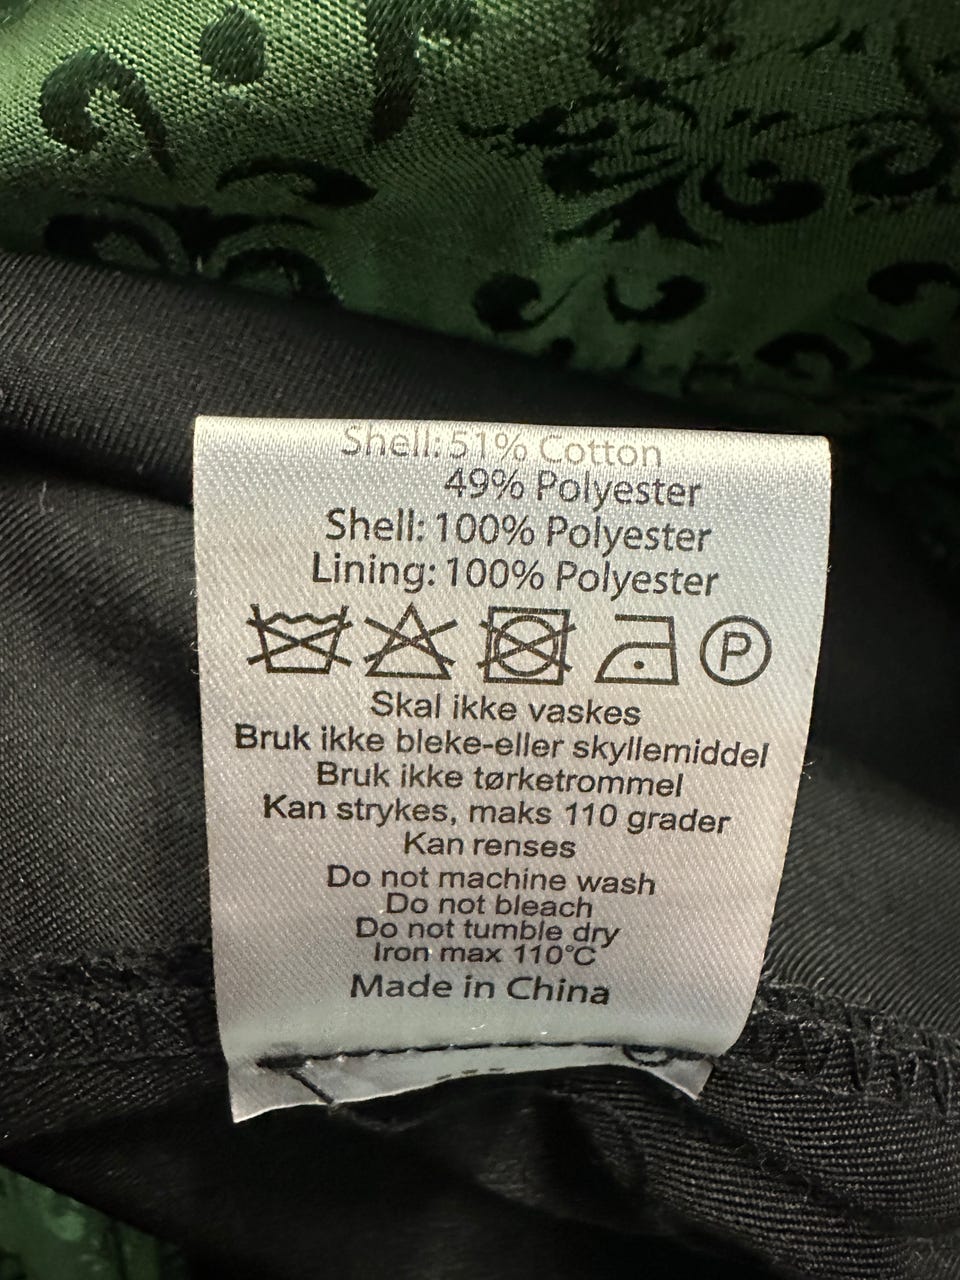 Shell: 51% Cotton
49% Polyester
Shell: 100% Polyester
Lining: 100% Polyester
P
Skal ikke vaskes
Bruk ikke bleke-eller skyllemiddel
Bruk ikke tørketrommel
Kan strykes, maks 110 grader
Kan renses
Do not machine wash
Do not bleach
Do not tumble dry
Iron max 110°C
Made in China